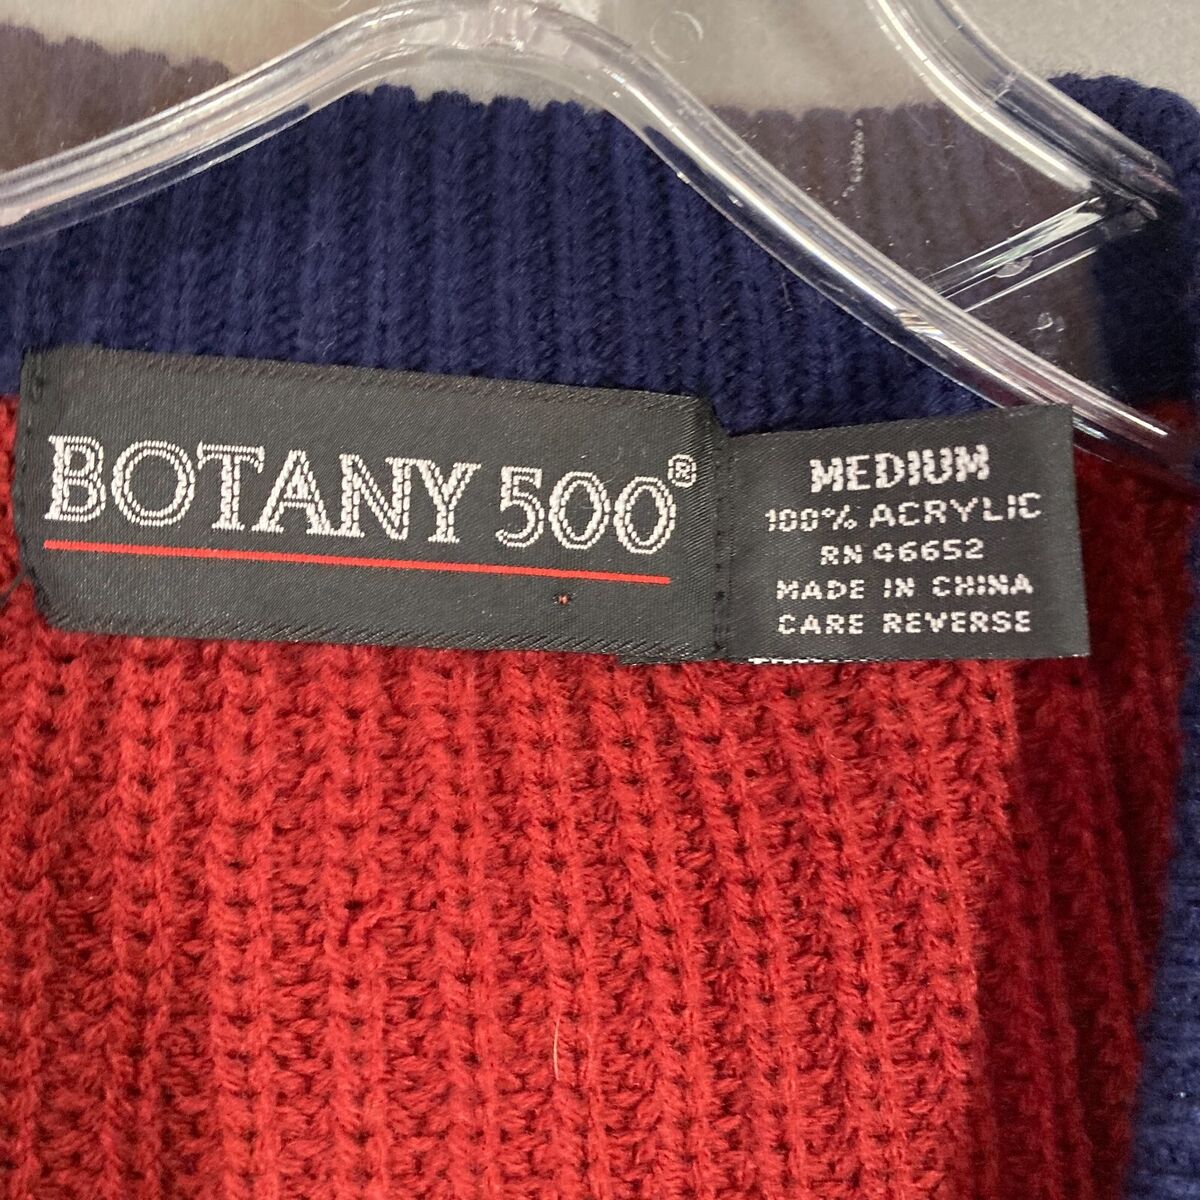 BOTANY 500®
MEDIUM
100% ACRYLIC
RN 46652
MADE IN CHINA
CARE REVERSE